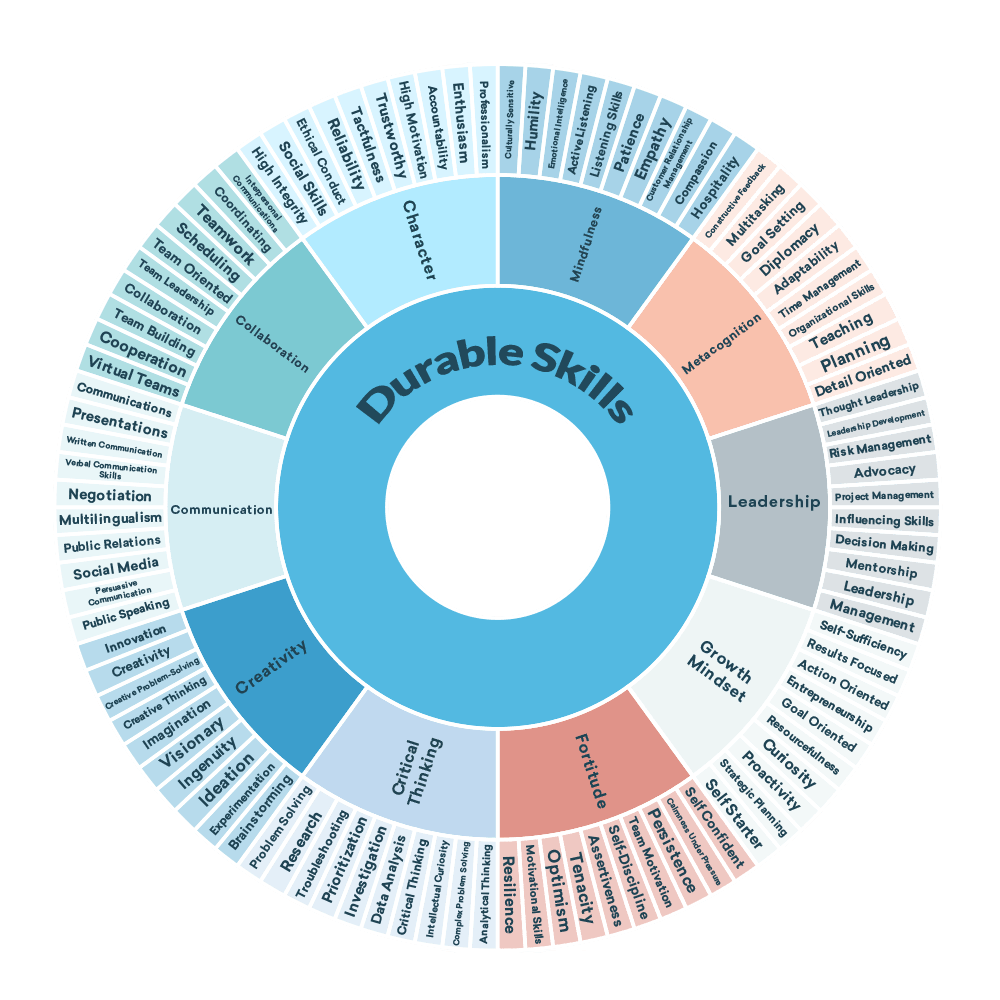 Durable Skills
Mindfulness
Culturally Sensitive
Humility
Emotional Intelligence
Active Listening
Listening Skills
Patience
Empathy
Customer Relationship
Management
Compassion
Hospitality
Metacognition
Constructive Feedback
Multitasking
Goal Setting
Diplomacy
Adaptability
Time Management
Organizational Skills
Teaching
Planning
Detail Oriented
Leadership
Thought Leadership
Leadership Development
Risk Management
Advocacy
Project Management
Influencing Skills
Decision Making
Mentorship
Leadership
Management
Growth
Mindset
Self-Sufficiency
Results Focused
Action Oriented
Entrepreneurship
Goal Oriented
Resourcefulness
Curiosity
Proactivity
Strategic Planning
Self Starter
Fortitude
Self Confident
Calmness Under Pressure
Persistence
Team Motivation
Self-Discipline
Assertiveness
Tenacity
Optimism
Motivational Skills
Resilience
Critical
Thinking
Analytical Thinking
Complex Problem Solving
Intellectual Curiosity
Critical Thinking
Data Analysis
Investigation
Prioritization
Troubleshooting
Research
Problem Solving
Creativity
Brainstorming
Experimentation
Ideation
Ingenuity
Visionary
Imagination
Creative Thinking
Creative Problem-Solving
Creativity
Innovation
Communication
Public Speaking
Persuasive
Communication
Social Media
Public Relations
Multilingualism
Negotiation
Verbal Communication
Skills
Written Communication
Presentations
Communications
Collaboration
Virtual Teams
Cooperation
Team Building
Collaboration
Team Leadership
Team Oriented
Scheduling
Teamwork
Coordinating
Interpersonal
Communications
Character
High Integrity
Social Skills
Ethical Conduct
Reliability
Tactfulness
Trustworthy
High Motivation
Accountability
Enthusiasm
Professionalism